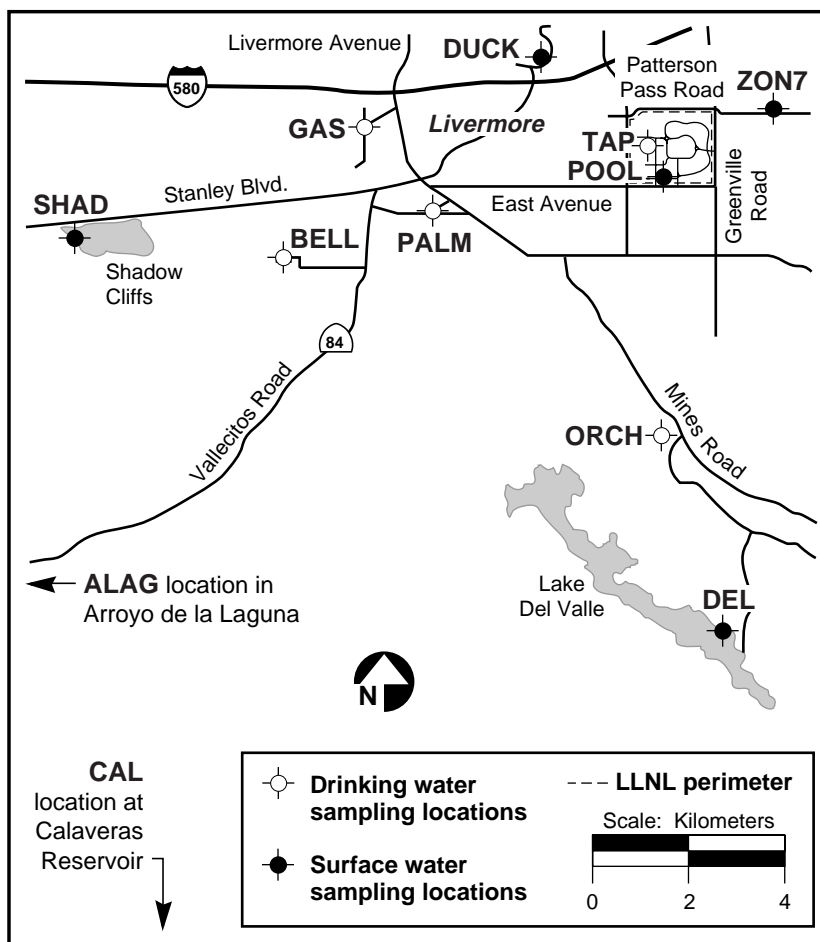 Livermore Avenue
DUCK
580
Patterson
Pass Road
ZON7
GAS
Livermore
TAP
POOL
Stanley Blvd.
SHAD
East Avenue
Greenville
Road
BELL
PALM
Shadow
Cliffs
84
Vallecitos Road
Mines Road
ORCH
ALAG location in
Arroyo de la Laguna
Lake
Del Valle
DEL
N
CAL
location at
Calaveras
Reservoir
Drinking water
sampling locations
Surface water
sampling locations
LLNL perimeter
Scale: Kilometers
0 2 4